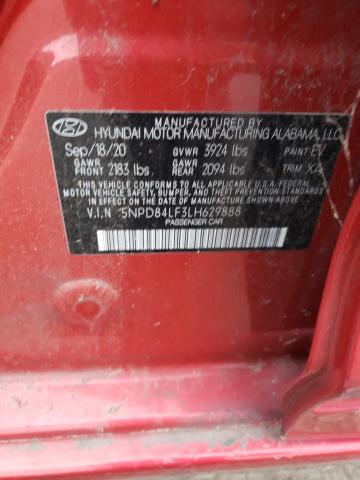 MANUFACTURED BY
HYUNDAI MOTOR MANUFACTURING ALABAMA, LLC
Sep/18/20 GVWR 3924 lbs PAINT EV
GAWR FRONT 2183 lbs. GAWR REAR 2094 lbs TRIM XA
THIS VEHICLE CONFORMS TO ALL APPLICABLE FEDERAL
MOTOR VEHICLE SAFETY, BUMPER, AND THEFT PREVENTION STANDARDS
IN EFFECT ON THE DATE OF MANUFACTURE SHOWN ABOVE.
V.I.N 5NPD84LF3LH629888
PASSENGER CAR